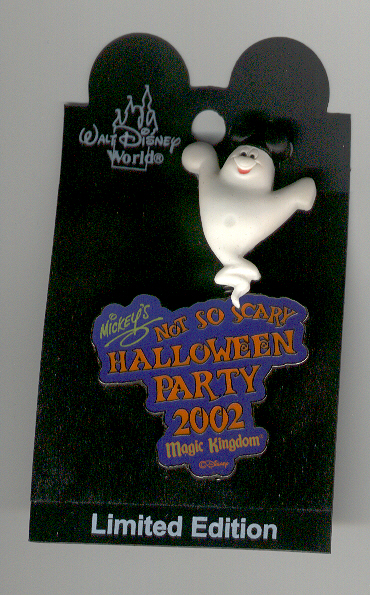 Walt Disney
World®
Mickey's
Not So Scary
Halloween
Party
2002
Magic Kingdom®
©Disney
Limited Edition